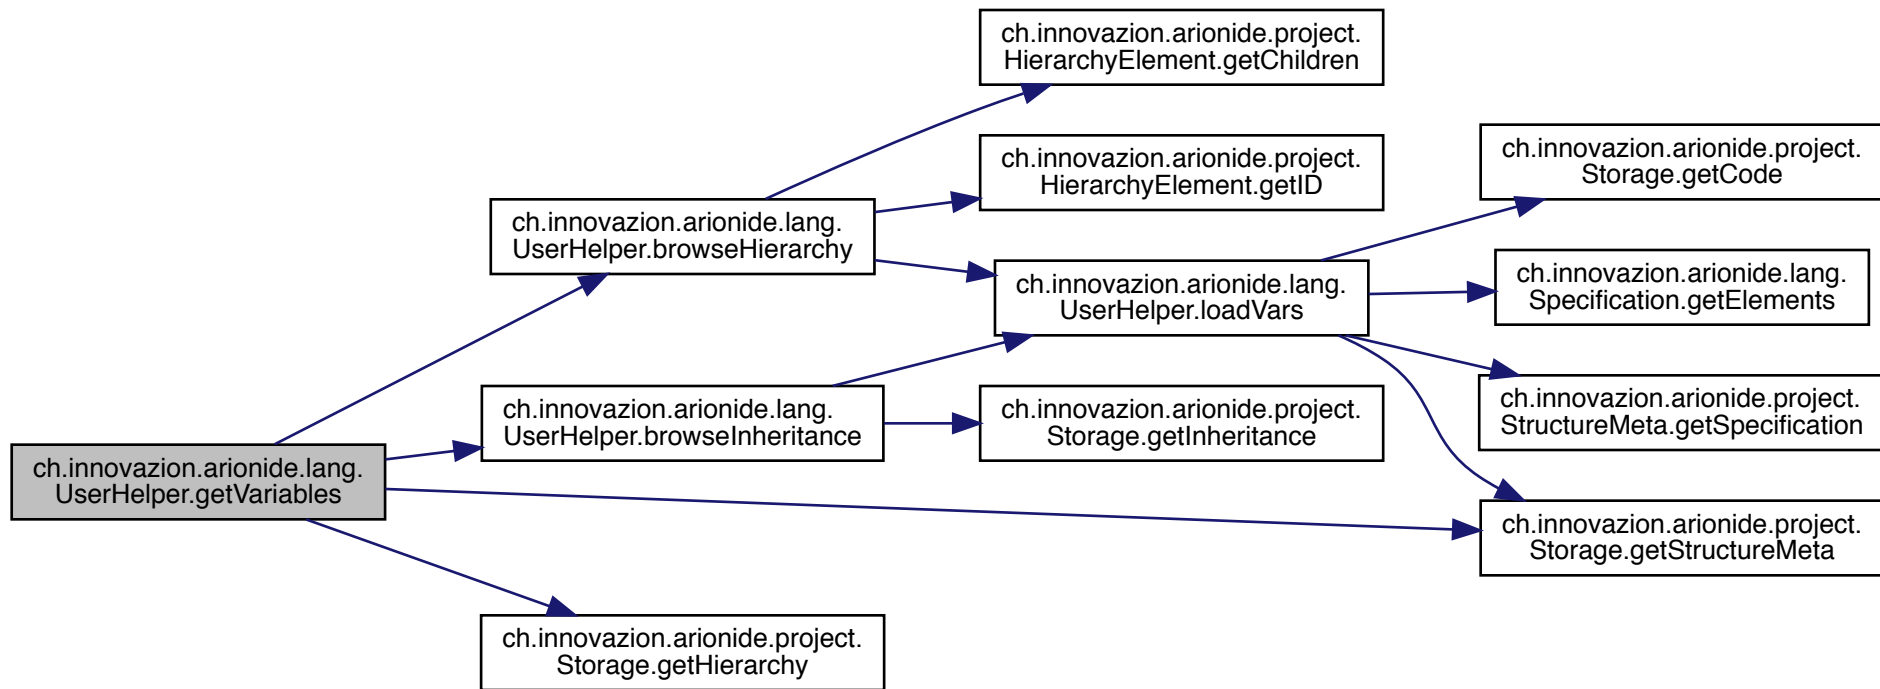 ch.innovazion.arionide.project.
HierarchyElement.getChildren
ch.innovazion.arionide.project.
Storage.getCode
ch.innovazion.arionide.project.
HierarchyElement.getID
ch.innovazion.arionide.lang.
UserHelper.browseHierarchy
ch.innovazion.arionide.lang.
UserHelper.loadVars
ch.innovazion.arionide.lang.
Specification.getElements
ch.innovazion.arionide.lang.
UserHelper.browseInheritance
ch.innovazion.arionide.project.
Storage.getInheritance
ch.innovazion.arionide.project.
StructureMeta.getSpecification
ch.innovazion.arionide.lang.
UserHelper.getVariables
ch.innovazion.arionide.project.
Storage.getStructureMeta
ch.innovazion.arionide.project.
Storage.getHierarchy